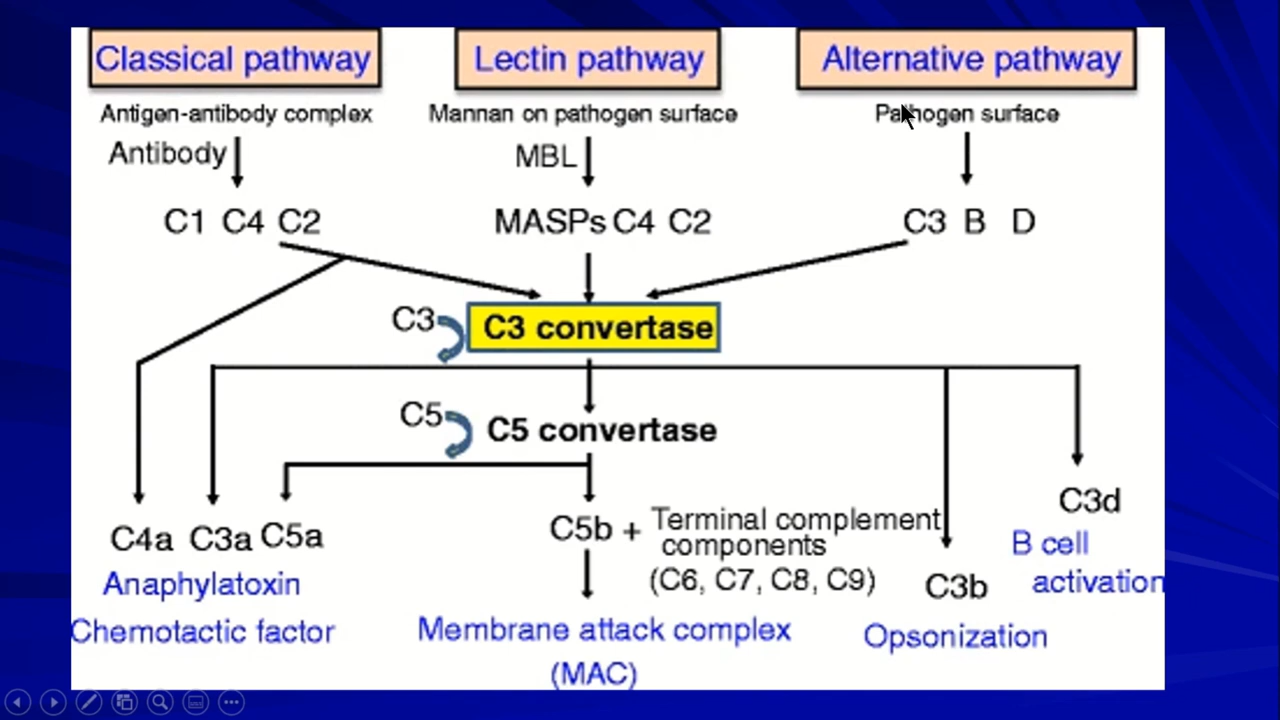 Classical pathway
Lectin pathway
Alternative pathway
Antigen-antibody complex
Mannan on pathogen surface
Pathogen surface
Antibody
MBL
C1 C4 C2
MASPs C4 C2
C3 B D
C3
C3 convertase
C5
C5 convertase
C4a C3a C5a
Anaphylatoxin
Chemotactic factor
C5b +
Terminal complement
components
(C6, C7, C8, C9)
Membrane attack complex
(MAC)
C3b
Opsonization
C3d
B cell
activation